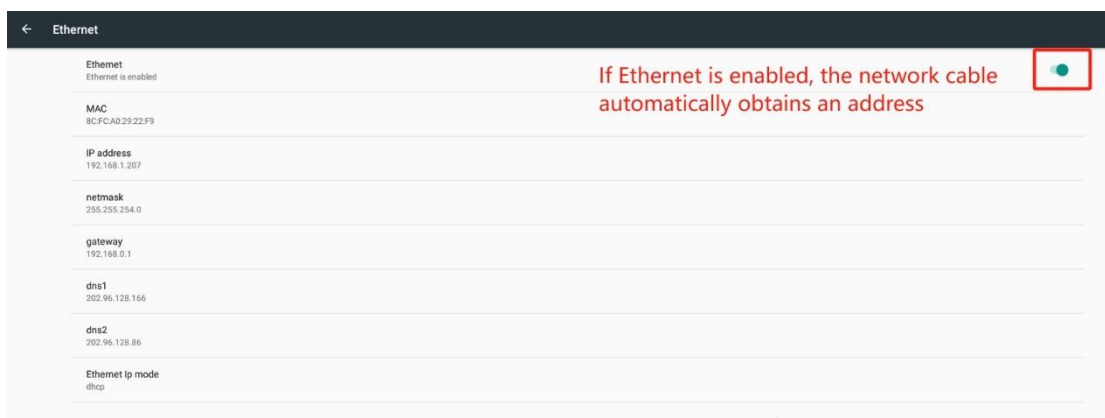 Ethernet
Ethernet
Ethernet is enabled
If Ethernet is enabled, the network cable
automatically obtains an address
MAC
8C:FC:A0:29:22:F9
IP address
192.168.1.207
netmask
255.255.254.0
gateway
192.168.0.1
dns1
202.96.128.166
dns2
202.96.128.86
Ethernet Ip mode
dhcp